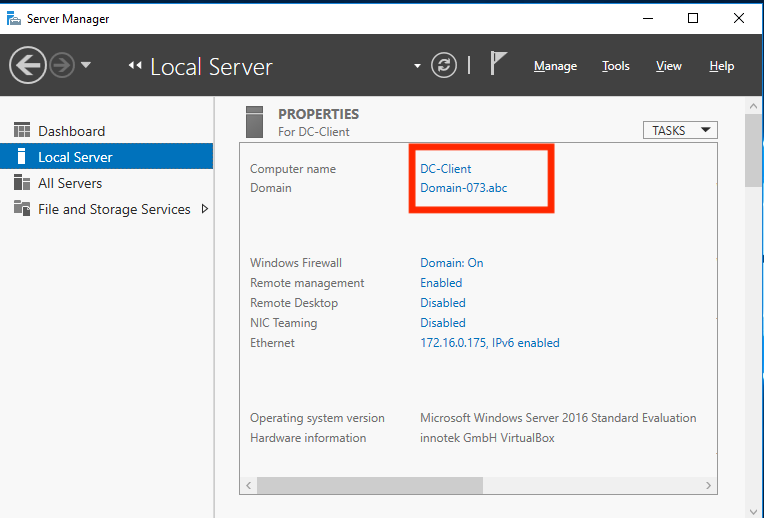 Server Manager
Local Server
Manage Tools View Help
Dashboard
Local Server
All Servers
File and Storage Services
PROPERTIES
For DC-Client
TASKS
Computer name DC-Client
Domain Domain-073.abc
Windows Firewall Domain: On
Remote management Enabled
Remote Desktop Disabled
NIC Teaming Disabled
Ethernet 172.16.0.175, IPv6 enabled
Operating system version Microsoft Windows Server 2016 Standard Evaluation
Hardware information innotek GmbH VirtualBox